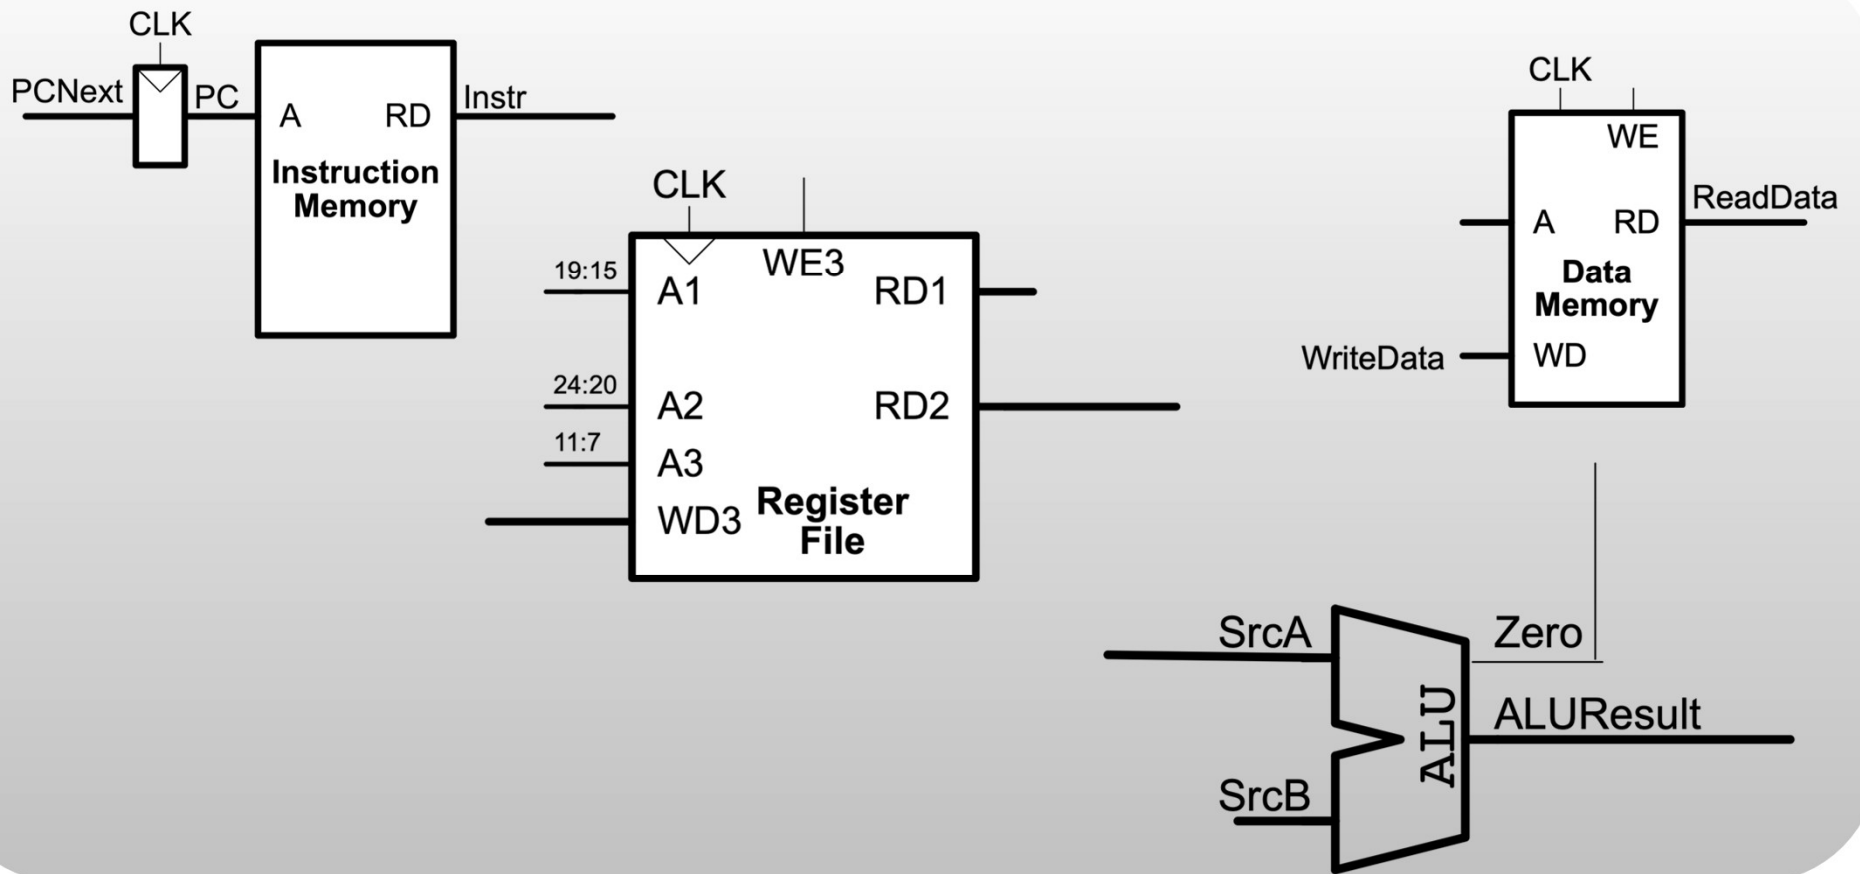 CLK
PCNext
PC
A
RD
Instr
Instruction
Memory
CLK
WE3
19:15
A1
RD1
24:20
A2
RD2
11:7
A3
WD3
Register
File
CLK
WE
A
RD
ReadData
Data
Memory
WriteData
WD
SrcA
Zero
ALU
ALUResult
SrcB